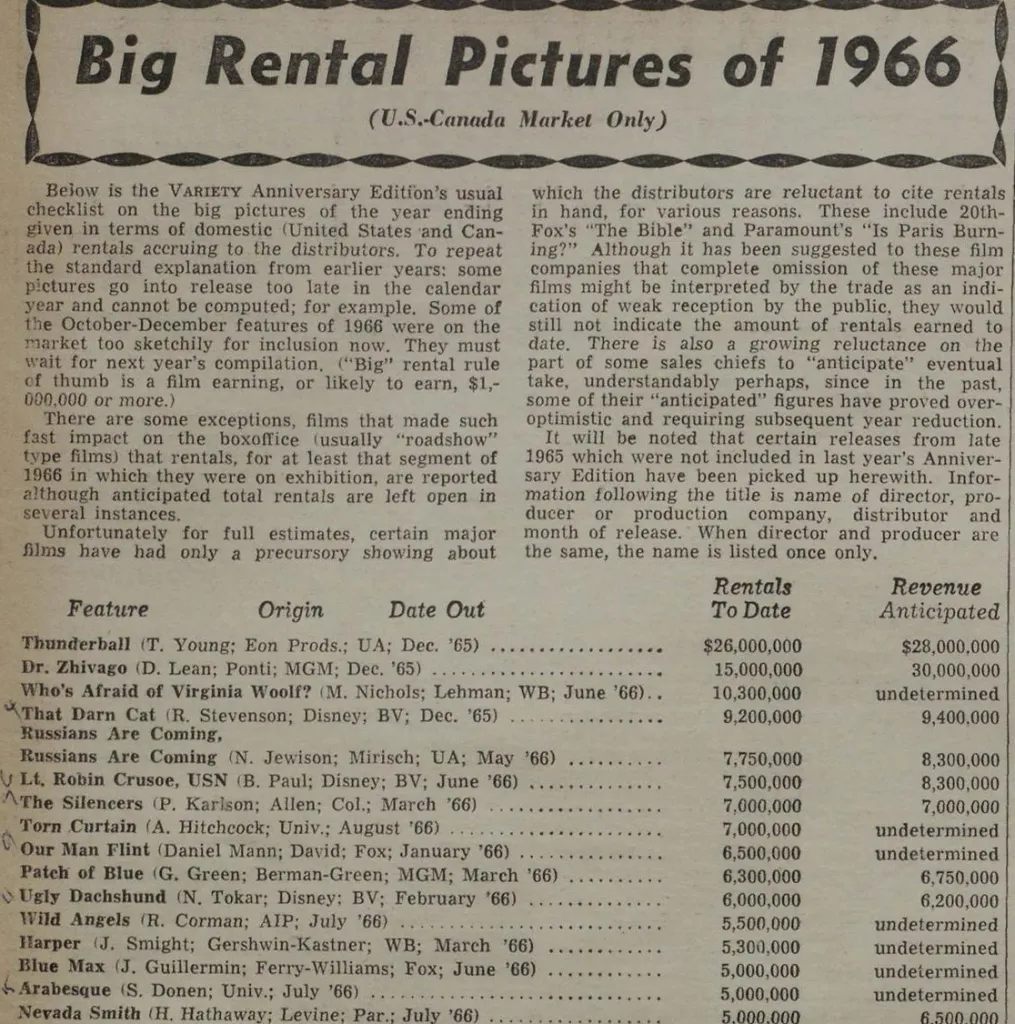 Big Rental Pictures of 1966
(U.S.-Canada Market Only)
Below is the VARIETY Anniversary Edition's usual
checklist on the big pictures of the year ending
given in terms of domestic (United States and Can-
ada) rentals accruing to the distributors. To repeat
the standard explanation from earlier years: some
pictures go into release too late in the calendar
year and cannot be computed; for example. Some of
the October-December features of 1966 were on the
market too sketchily for inclusion now. They must
wait for next year's compilation. ("Big" rental rule
of thumb is a film earning, or likely to earn, $1,-
000,000 or more.)
There are some exceptions, films that made such
fast impact on the boxoffice (usually "roadshow"
type films) that rentals, for at least that segment of
1966 in which they were on exhibition, are reported
although anticipated total rentals are left open in
several instances.
Unfortunately for full estimates, certain major
films have had only a precursory showing about
which the distributors are reluctant to cite rentals
in hand, for various reasons. These include 20th-
Fox's "The Bible" and Paramount's "Is Paris Burn-
ing?" Although it has been suggested to these film
companies that complete omission of these major
films might be interpreted by the trade as an indi-
cation of weak reception by the public, they would
still not indicate the amount of rentals earned to
date. There is also a growing reluctance on the
part of some sales chiefs to "anticipate" eventual
take, understandably perhaps, since in the past,
some of their "anticipated" figures have proved over-
optimistic and requiring subsequent year reduction.
It will be noted that certain releases from late
1965 which were not included in last year's Anniver-
sary Edition have been picked up herewith. Infor-
mation following the title is name of director, pro-
ducer or production company, distributor and
month of release. When director and producer are
the same, the name is listed once only.
Rentals Revenue
Feature Origin Date Out To Date Anticipated
Thunderball (T. Young; Eon Prods.; UA; Dec. '65) .................. $26,000,000 $28,000,000
Dr. Zhivago (D. Lean; Ponti; MGM; Dec. '65) ........................ 15,000,000 30,000,000
Who's Afraid of Virginia Woolf? (M. Nichols; Lehman; WB; June '66).. 10,300,000 undetermined
That Darn Cat (R. Stevenson; Disney; BV; Dec. '65) ................ 9,200,000 9,400,000
Russians Are Coming,
Russians Are Coming (N. Jewison; Mirisch; UA; May '66) .......... 7,750,000 8,300,000
Lt. Robin Crusoe, USN (B. Paul; Disney; BV; June '66) .............. 7,500,000 8,300,000
The Silencers (P. Karlson; Allen; Col.; March '66) .................. 7,000,000 7,000,000
Torn Curtain (A. Hitchcock; Univ.; August '66) ...................... 7,000,000 undetermined
Our Man Flint (Daniel Mann; David; Fox; January '66) ............... 6,500,000 undetermined
Patch of Blue (G. Green; Berman-Green; MGM; March '66) .......... 6,300,000 6,750,000
Ugly Dachshund (N. Tokar; Disney; BV; February '66) .............. 6,000,000 6,200,000
Wild Angels (R. Corman; AIP; July '66) ........................... 5,500,000 undetermined
Harper (J. Smight; Gershwin-Kastner; WB; March '66) ............ 5,300,000 undetermined
Blue Max (J. Guillermin; Ferry-Williams; Fox; June '66) ............ 5,000,000 undetermined
Arabesque (S. Donen; Univ.; July '66) .............................. 5,000,000 undetermined
Nevada Smith (H. Hathaway; Levine; Par.; July '66) .................. 5,000,000 6,500,000